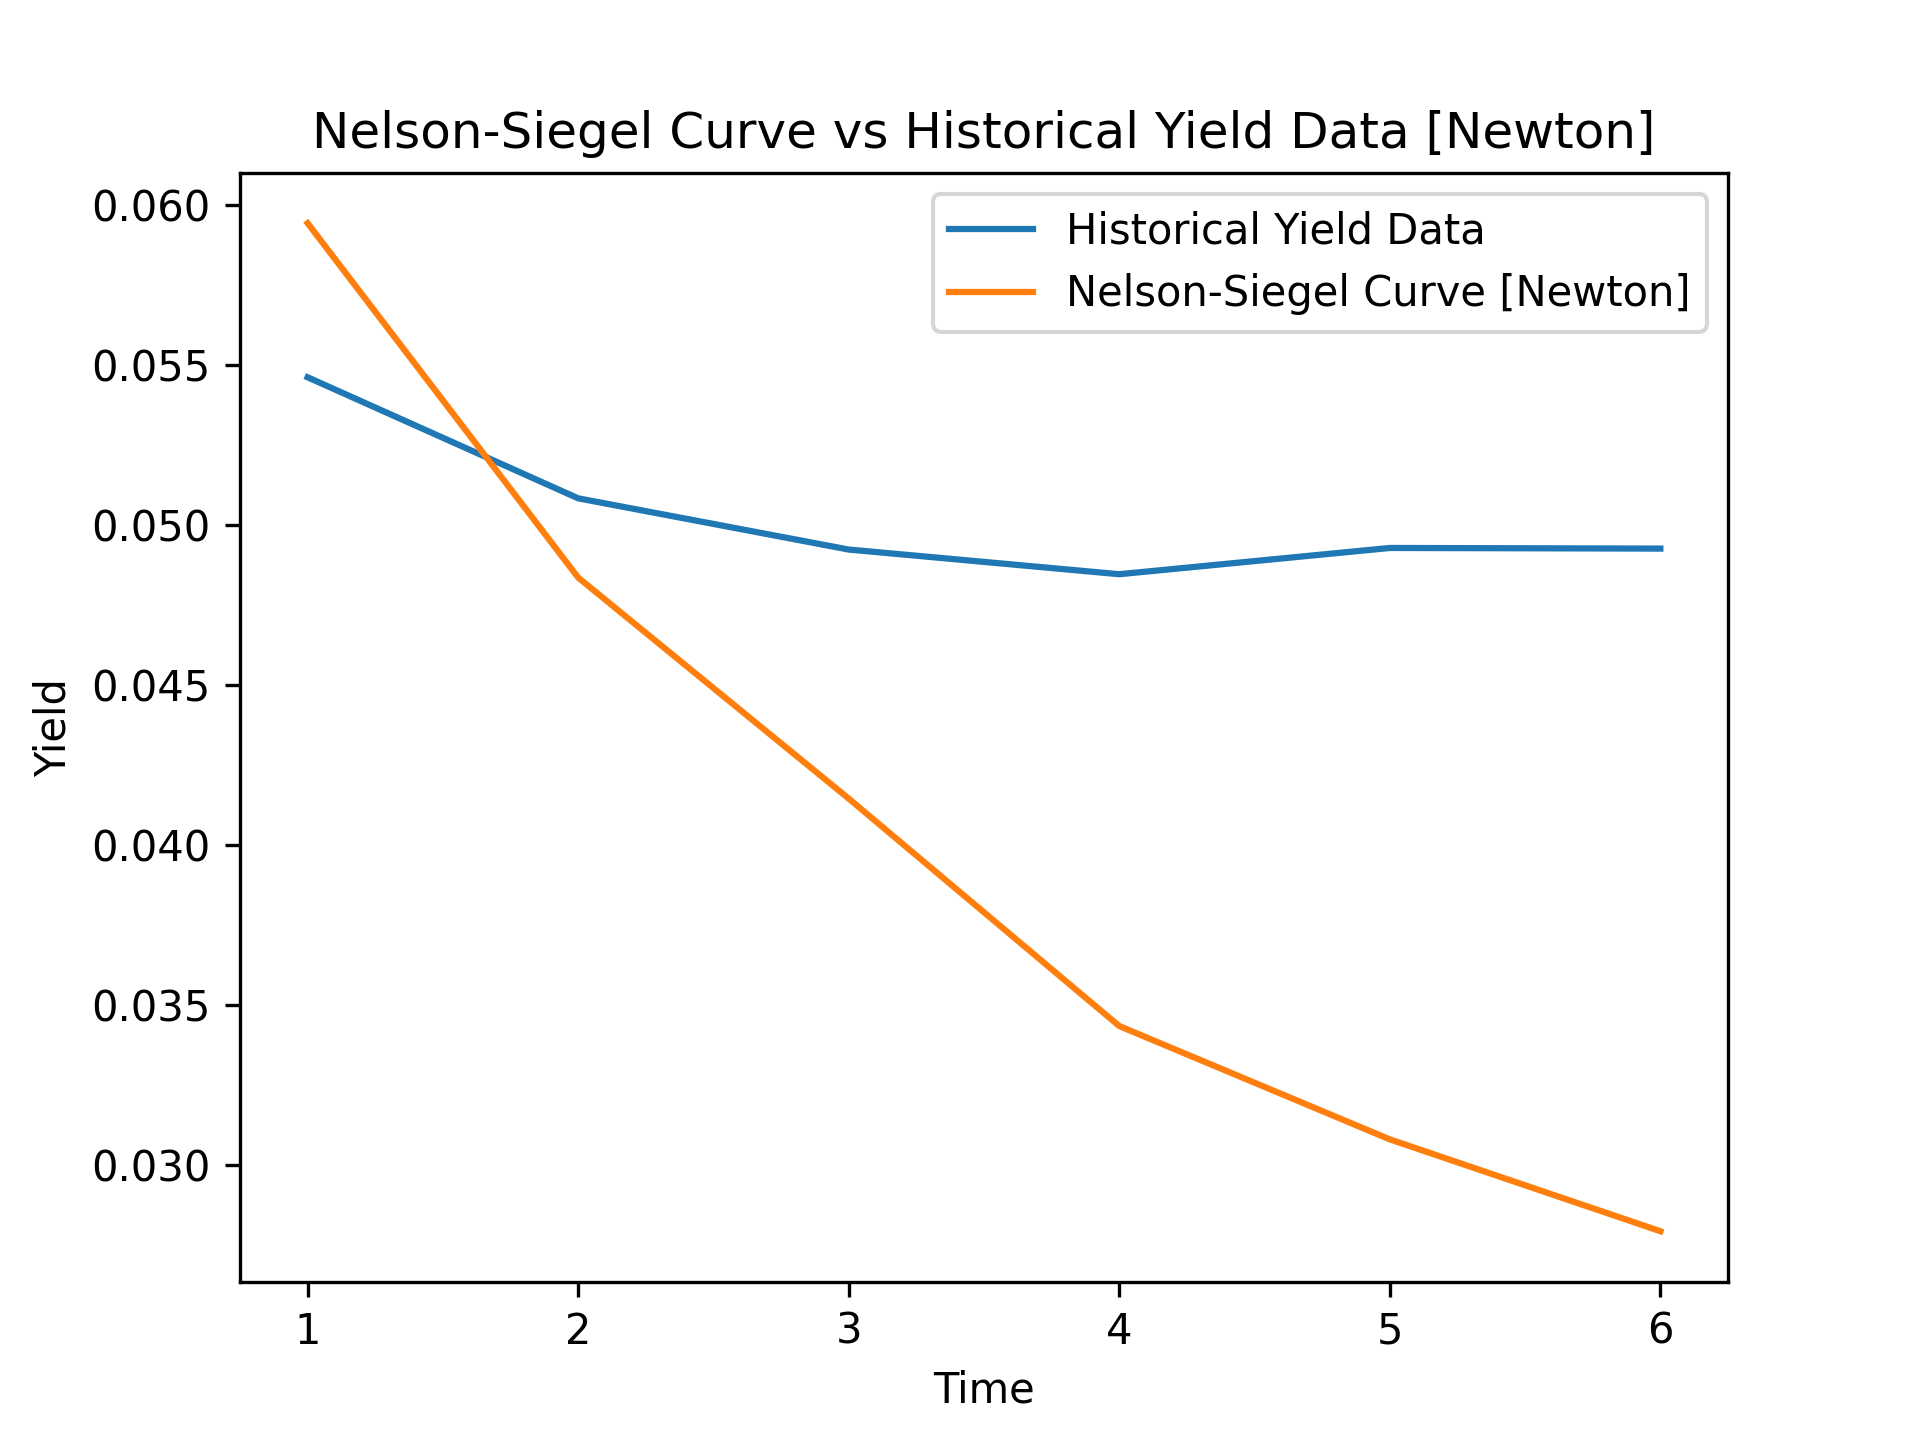 Nelson-Siegel Curve vs Historical Yield Data [Newton]
Historical Yield Data
Nelson-Siegel Curve [Newton]
0.060
0.055
0.050
0.045
0.040
0.035
0.030
Yield
1 2 3 4 5 6
Time